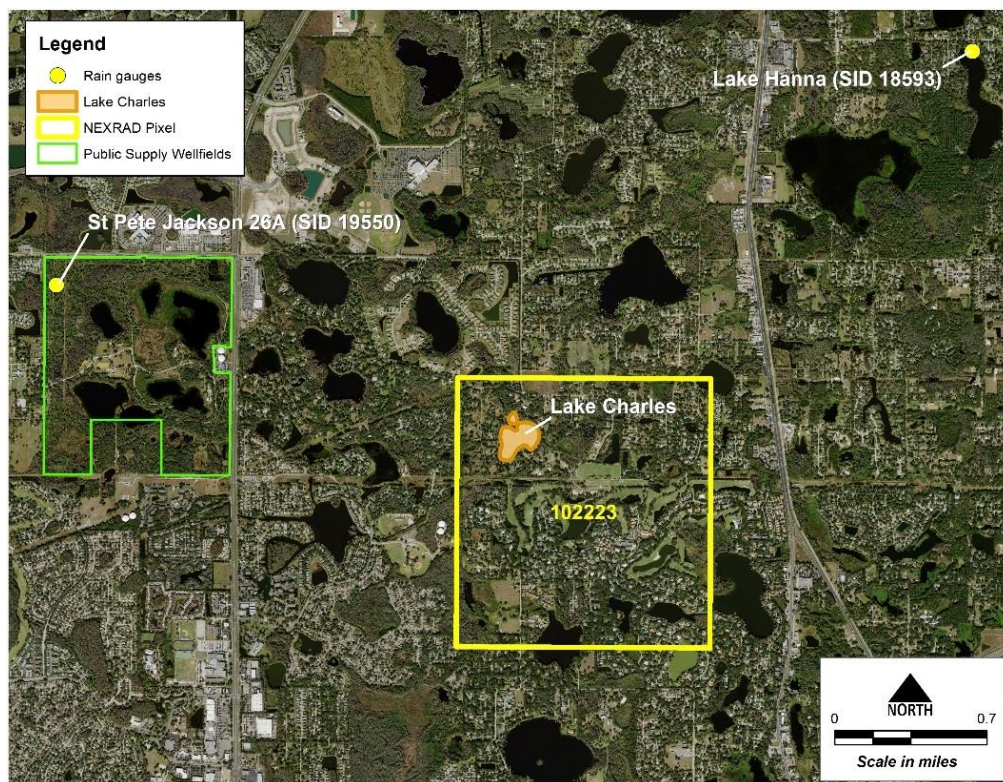 Legend
Rain gauges
Lake Charles
NEXRAD Pixel
Public Supply Wellfields
Lake Hanna (SID 18593)
St Pete Jackson 26A (SID 19550)
Lake Charles
102223
NORTH
0 0.7
Scale in miles